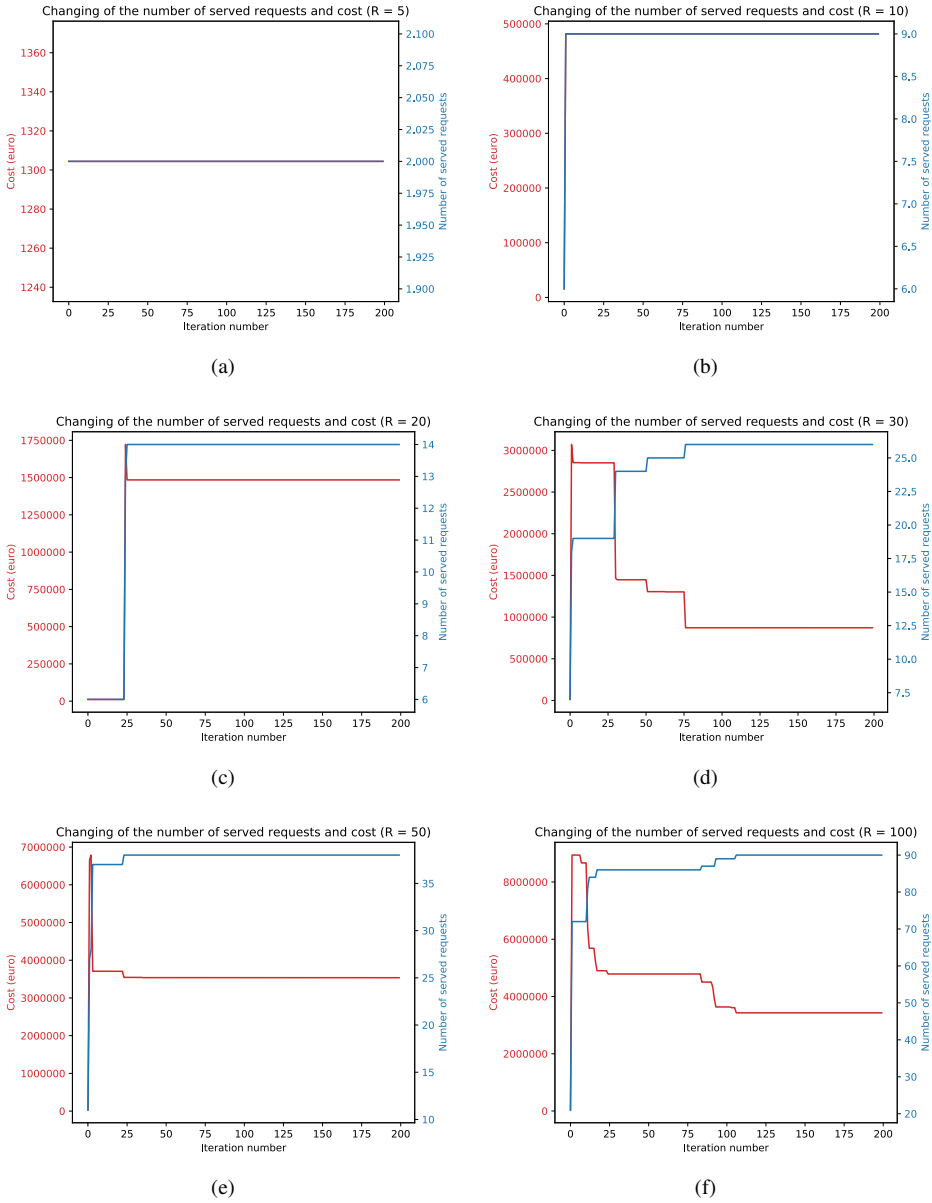 Changing of the number of served requests and cost (R = 5)
1360
1340
1320
1300
1280
1260
1240
Cost (euro)
2.100
2.075
2.050
2.025
2.000
1.975
1.950
1.925
1.900
Number of served requests
0 25 50 75 100 125 150 175 200
Iteration number
(a)
Changing of the number of served requests and cost (R = 10)
500000
400000
300000
200000
100000
0
Cost (euro)
9.0
8.5
8.0
7.5
7.0
6.5
6.0
Number of served requests
0 25 50 75 100 125 150 175 200
Iteration number
(b)
Changing of the number of served requests and cost (R = 20)
1750000
1500000
1250000
1000000
750000
500000
250000
0
Cost (euro)
14
13
12
11
10
9
8
7
6
Number of served requests
0 25 50 75 100 125 150 175 200
Iteration number
(c)
Changing of the number of served requests and cost (R = 30)
3000000
2500000
2000000
1500000
1000000
500000
0
Cost (euro)
25.0
22.5
20.0
17.5
15.0
12.5
10.0
7.5
Number of served requests
0 25 50 75 100 125 150 175 200
Iteration number
(d)
Changing of the number of served requests and cost (R = 50)
7000000
6000000
5000000
4000000
3000000
2000000
1000000
0
Cost (euro)
35
30
25
20
15
10
Number of served requests
0 25 50 75 100 125 150 175 200
Iteration number
(e)
Changing of the number of served requests and cost (R = 100)
8000000
6000000
4000000
2000000
0
Cost (euro)
90
80
70
60
50
40
30
20
Number of served requests
0 25 50 75 100 125 150 175 200
Iteration number
(f)